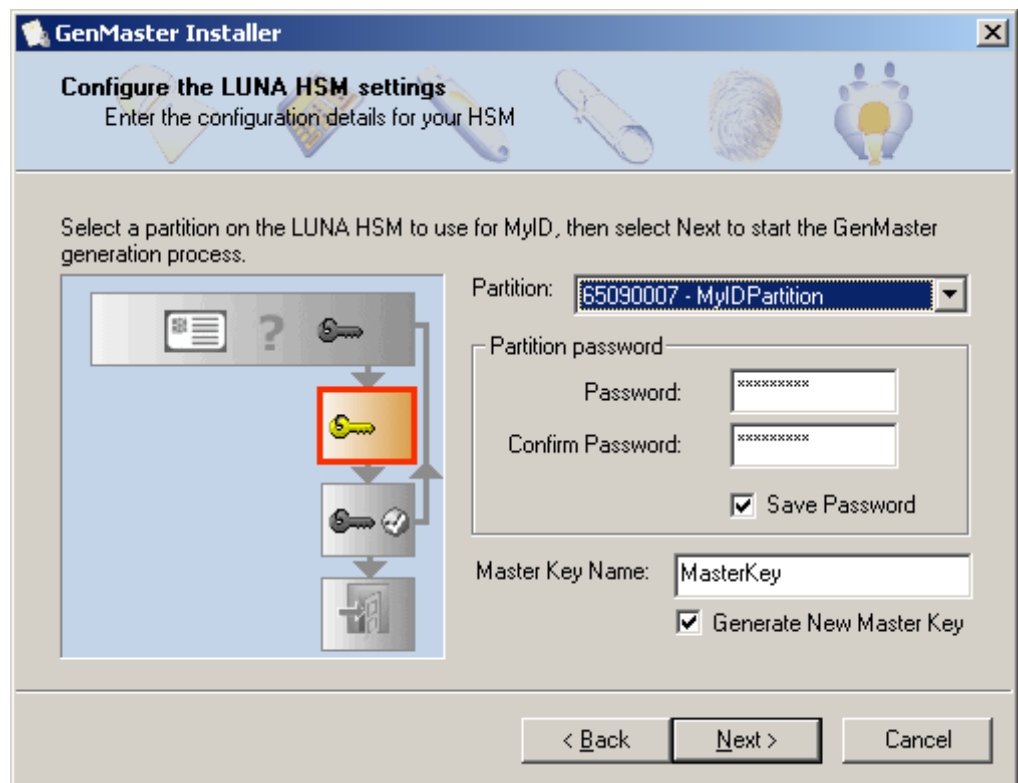 GenMaster Installer
Configure the LUNA HSM settings
Enter the configuration details for your HSM
Select a partition on the LUNA HSM to use for MyID, then select Next to start the GenMaster
generation process.
Partition: 65090007 - MyIDPartition
Partition password
Password: *********
Confirm Password: *********
Save Password
Master Key Name: MasterKey
Generate New Master Key
< Back Next > Cancel